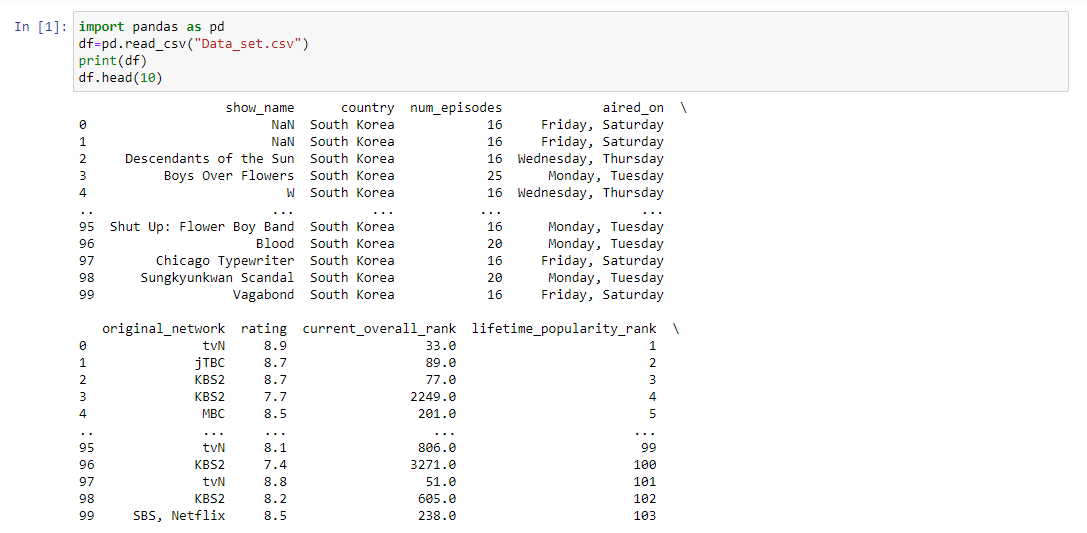 In [1]: import pandas as pd
df=pd.read_csv("Data_set.csv")
print(df)
df.head(10)
show_name country num_episodes aired_on \
0 NaN South Korea 16 Friday, Saturday
1 NaN South Korea 16 Friday, Saturday
2 Descendants of the Sun South Korea 16 Wednesday, Thursday
3 Boys Over Flowers South Korea 25 Monday, Tuesday
4 W South Korea 16 Wednesday, Thursday
.. ... ... ... ...
95 Shut Up: Flower Boy Band South Korea 16 Monday, Tuesday
96 Blood South Korea 20 Monday, Tuesday
97 Chicago Typewriter South Korea 16 Friday, Saturday
98 Sungkyunkwan Scandal South Korea 20 Monday, Tuesday
99 Vagabond South Korea 16 Friday, Saturday
original_network rating current_overall_rank lifetime_popularity_rank \
0 tvN 8.9 33.0 1
1 jTBC 8.7 89.0 2
2 KBS2 8.7 77.0 3
3 KBS2 7.7 2249.0 4
4 MBC 8.5 201.0 5
.. ... ... ... ...
95 tvN 8.1 806.0 99
96 KBS2 7.4 3271.0 100
97 tvN 8.8 51.0 101
98 KBS2 8.2 605.0 102
99 SBS, Netflix 8.5 238.0 103